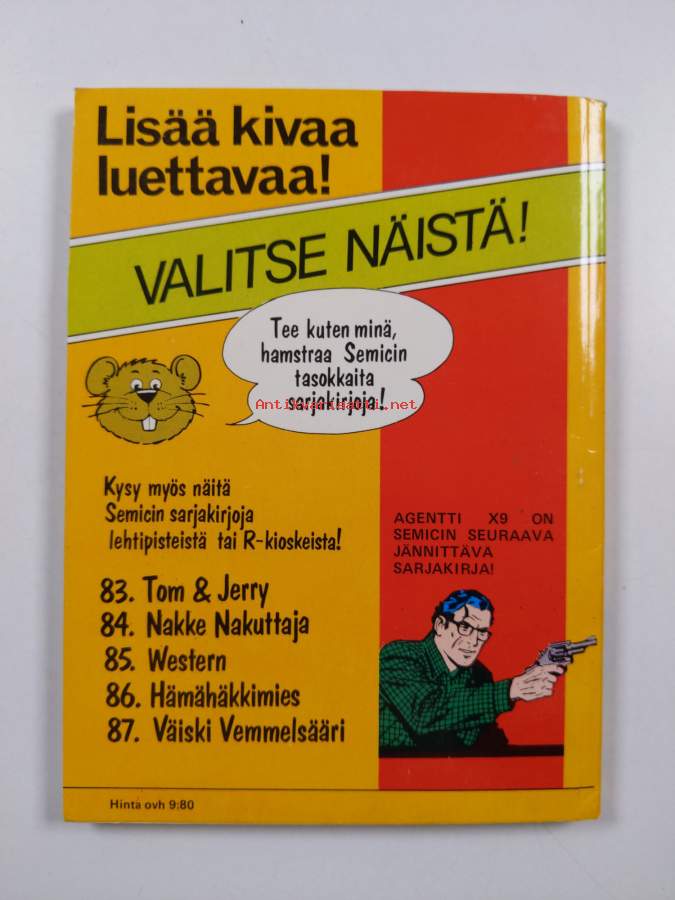 Lisää kivaa
luettavaa!
VALITSE NÄISTÄ!
Tee kuten minä,
hamstraa Semicin
tasokkaita
sarjakirjoja!
Antikvariaatti.net
Kysy myös näitä
Semicin sarjakirjoja
lehtipisteistä tai R-kioskeista!
83. Tom & Jerry
84. Nakke Nakuttaja
85. Western
86. Hämähäkkimies
87. Väiski Vemmelsääri
AGENTTI X9 ON
SEMICIN SEURAAVA
JÄNNITTÄVÄ
SARJAKIRJA!
Hinta ovh 9:80